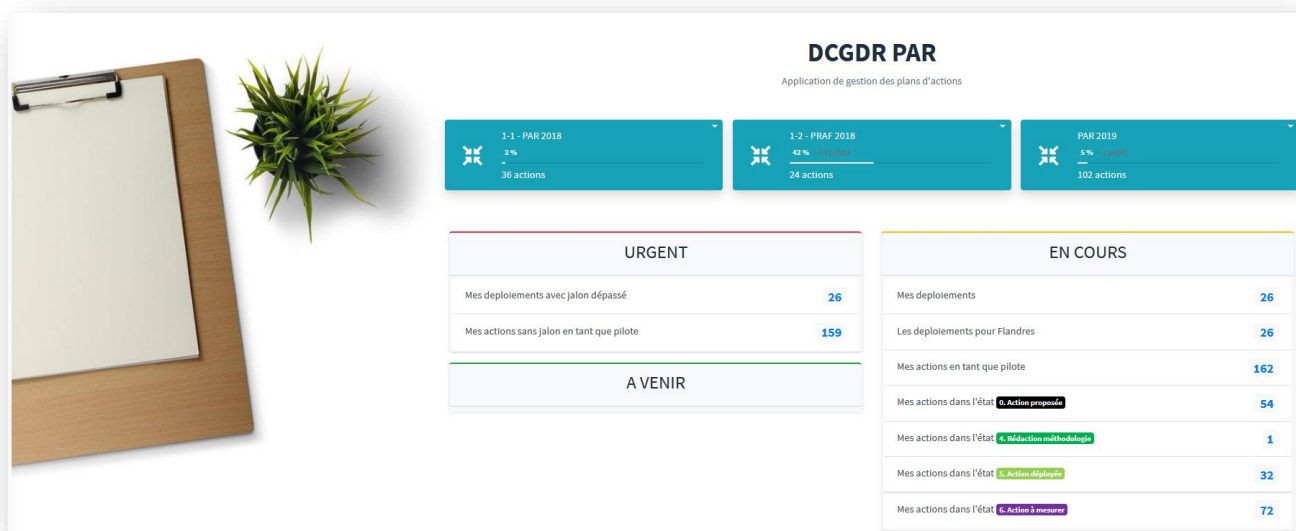 DCGDR PAR
Application de gestion des plans d'actions
1-1 - PAR 2018
2 %
36 actions
1-2 - PRAF 2018
42 %
24 actions
PAR 2019
5 %
102 actions
URGENT
Mes deploiements avec jalon dépassé 26
Mes actions sans jalon en tant que pilote 159
A VENIR
EN COURS
Mes deploiements 26
Les deploiements pour Flandres 26
Mes actions en tant que pilote 162
Mes actions dans l'état 0. Action proposée 54
Mes actions dans l'état 4. Rédaction méthodologie 1
Mes actions dans l'état 5. Action déployée 32
Mes actions dans l'état 6. Action à mesurer 72